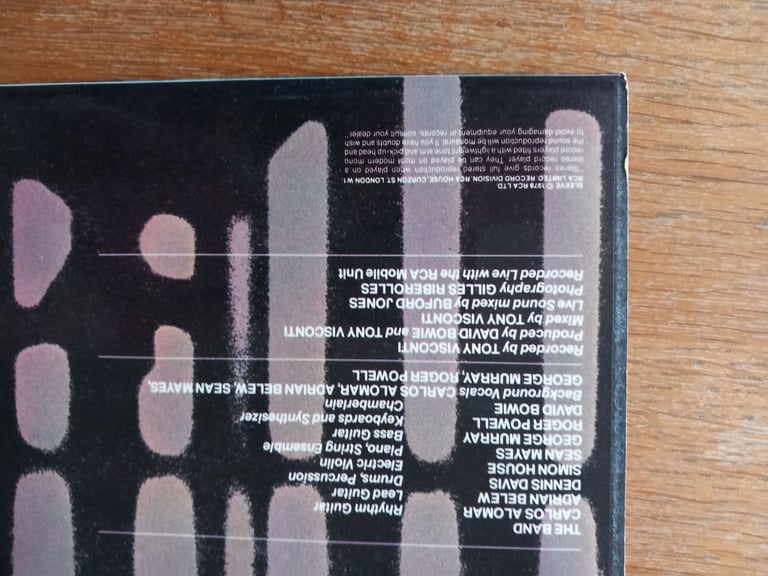 THE BAND
CARLOS ALOMAR Rhythm Guitar
ADRIAN BELEW Lead Guitar
DENNIS DAVIS Drums, Percussion
SIMON HOUSE Electric Violin
SEAN MAYES Piano, String Ensemble
GEORGE MURRAY Bass Guitar
ROGER POWELL Keyboards and Synthesizer
DAVID BOWIE Chamberlain
Background Vocals CARLOS ALOMAR, ADRIAN BELEW, SEAN MAYES,
GEORGE MURRAY, ROGER POWELL
Recorded by TONY VISCONTI
Produced by DAVID BOWIE and TONY VISCONTI
Mixed by TONY VISCONTI
Live Sound mixed by BUFORD JONES
Photography GILLES RIBEROLLES
Recorded Live with the RCA Mobile Unit
SLEEVE © 1978 RCA LTD.
RCA LIMITED, RECORD DIVISION, RCA HOUSE, CURZON ST. LONDON W1
"Stereo records give full stereo reproduction when played on a
stereo record player. They can be played on most modern mono
record players fitted with a lightweight tone arm and pick-up head and
the sound reproduction will be monaural. If you have doubts and wish
to avoid damaging your equipment or records, consult your dealer."